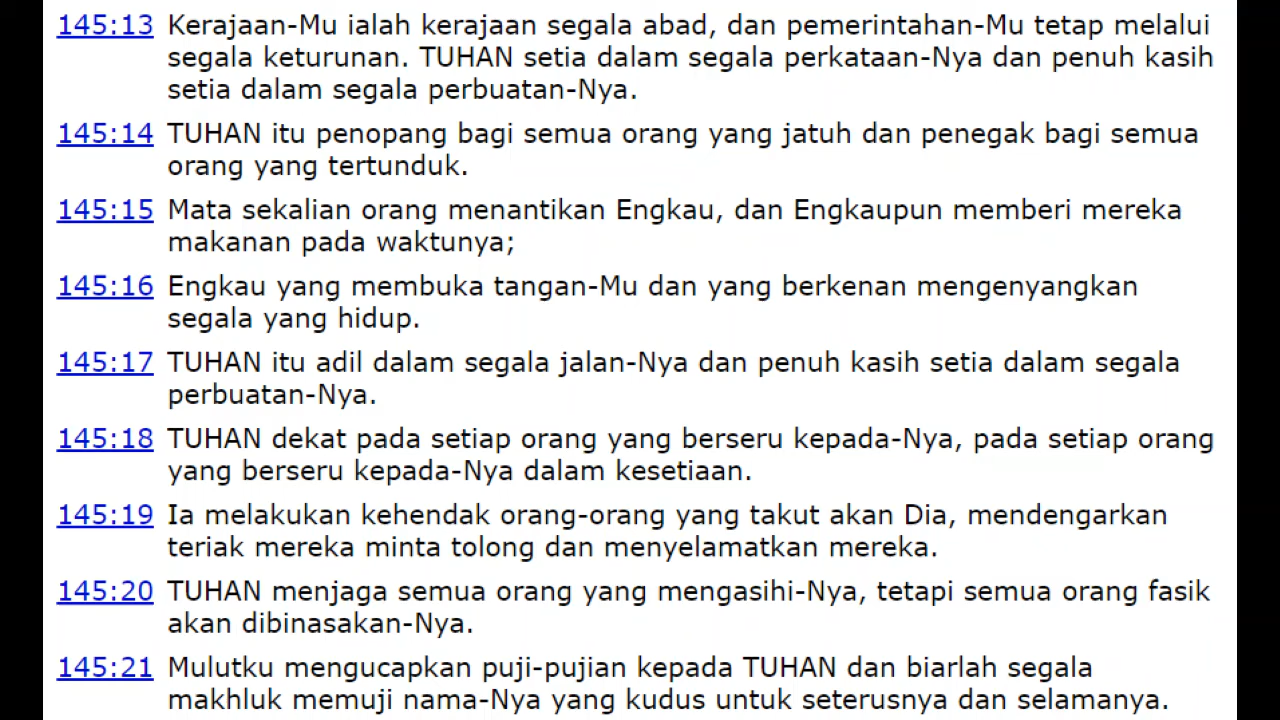 145:13 Kerajaan-Mu ialah kerajaan segala abad, dan pemerintahan-Mu tetap melalui
segala keturunan. TUHAN setia dalam segala perkataan-Nya dan penuh kasih
setia dalam segala perbuatan-Nya.
145:14 TUHAN itu penopang bagi semua orang yang jatuh dan penegak bagi semua
orang yang tertunduk.
145:15 Mata sekalian orang menantikan Engkau, dan Engkaupun memberi mereka
makanan pada waktunya;
145:16 Engkau yang membuka tangan-Mu dan yang berkenan mengenyangkan
segala yang hidup.
145:17 TUHAN itu adil dalam segala jalan-Nya dan penuh kasih setia dalam segala
perbuatan-Nya.
145:18 TUHAN dekat pada setiap orang yang berseru kepada-Nya, pada setiap orang
yang berseru kepada-Nya dalam kesetiaan.
145:19 Ia melakukan kehendak orang-orang yang takut akan Dia, mendengarkan
teriak mereka minta tolong dan menyelamatkan mereka.
145:20 TUHAN menjaga semua orang yang mengasihi-Nya, tetapi semua orang fasik
akan dibinasakan-Nya.
145:21 Mulutku mengucapkan puji-pujian kepada TUHAN dan biarlah segala
makhluk memuji nama-Nya yang kudus untuk seterusnya dan selamanya.